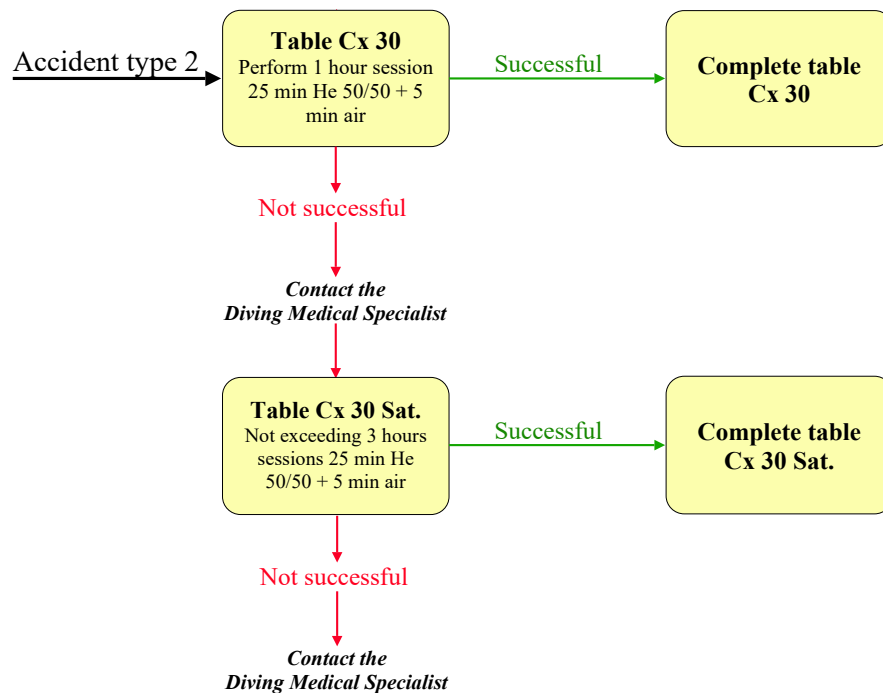 Accident type 2
Table Cx 30
Perform 1 hour session
25 min He 50/50 + 5
min air
Successful
Complete table
Cx 30
Not successful
Contact the
Diving Medical Specialist
Table Cx 30 Sat.
Not exceeding 3 hours
sessions 25 min He
50/50 + 5 min air
Successful
Complete table
Cx 30 Sat.
Not successful
Contact the
Diving Medical Specialist